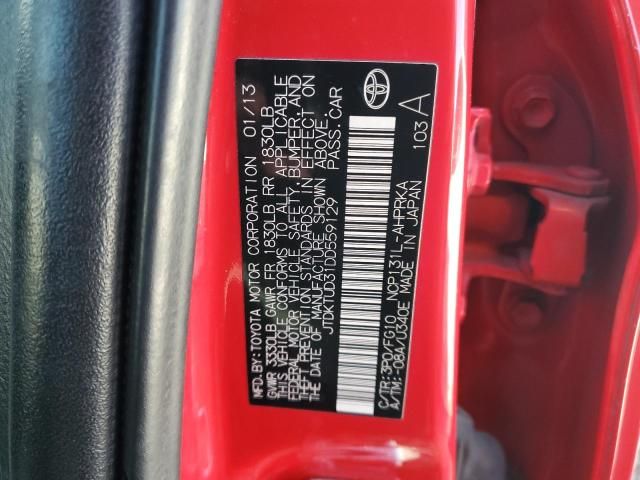 MFD.BY:TOYOTA MOTOR CORPORATION 01/13
GVWR 3330LB GAWR FR 1830LB RR 1830LB
THIS VEHICLE CONFORMS TO ALL APPLICABLE
FEDERAL MOTOR VEHICLE SAFETY,BUMPER,AND
THEFT PREVENTION STANDARDS IN EFFECT ON
THE DATE OF MANUFACTURE SHOWN ABOVE.
JTDKTUD31DD559129 PASS.CAR
C/TR:3P0/FG10 NCP131L-AHPRKA
A/TM:-08A/U340E MADE IN JAPAN
103 A